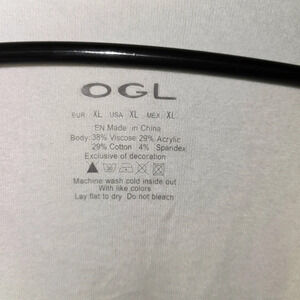 OGL
EUR XL USA XL MEX XL
EN Made in China
Body: 38% Viscose 29% Acrylic
29% Cotton 4% Spandex
Exclusive of decoration
Machine wash cold inside out
With like colors
Lay flat to dry Do not bleach